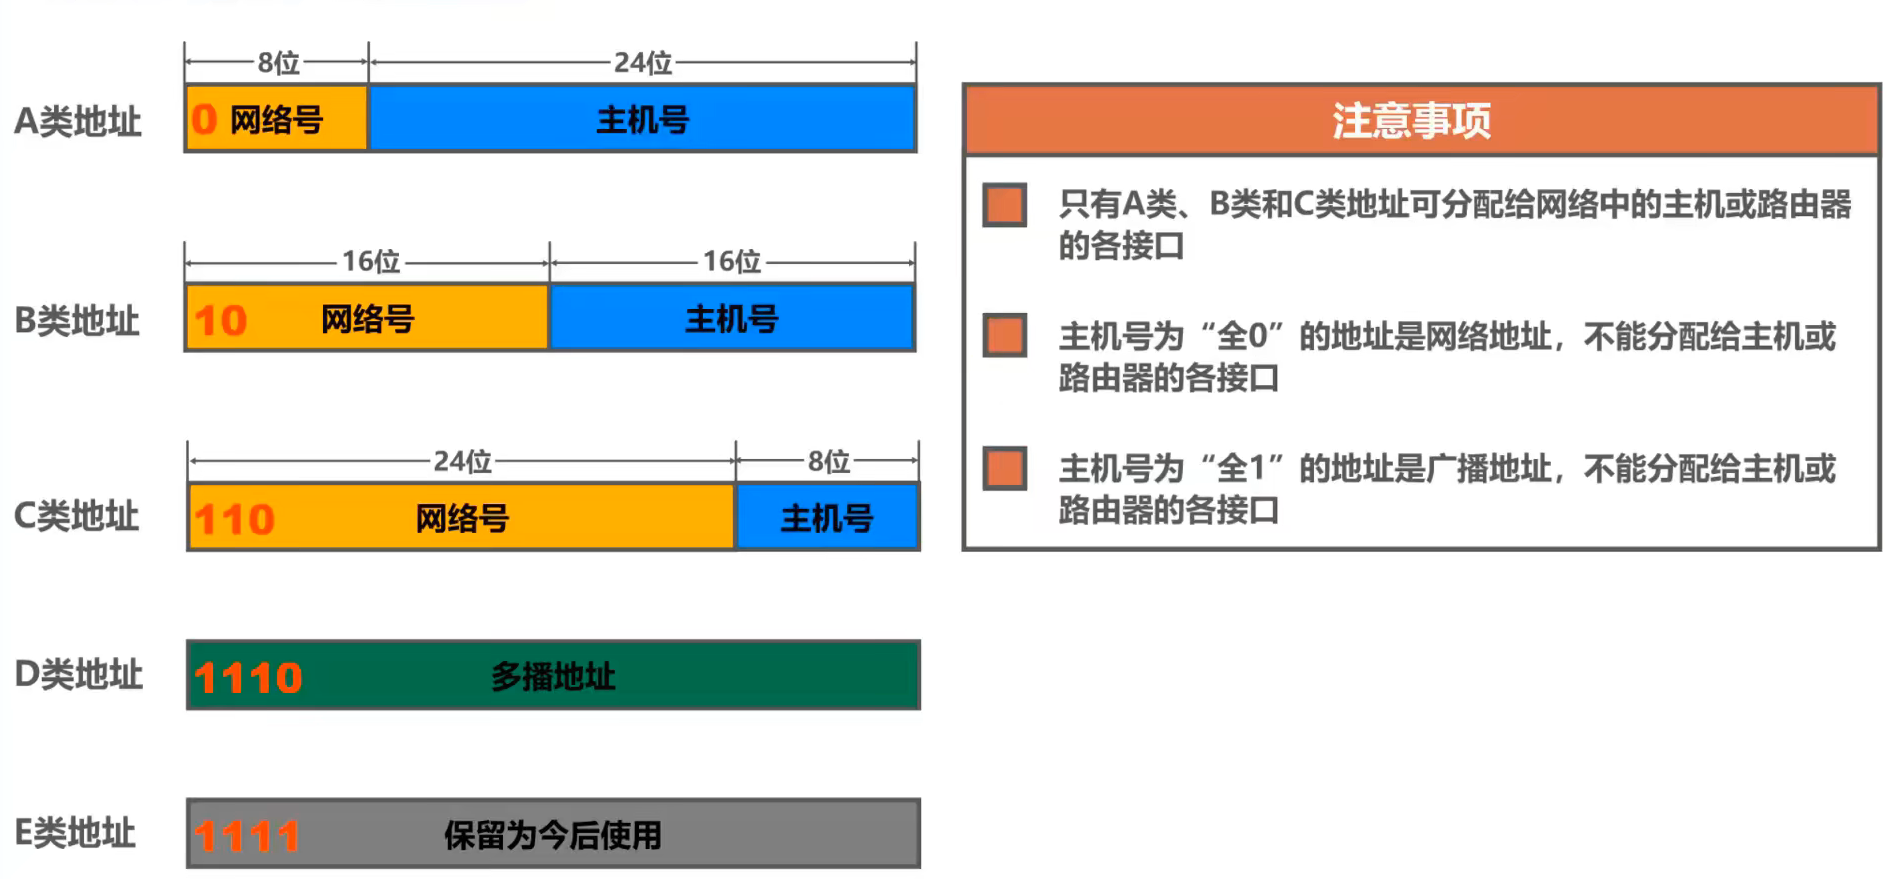 8位
24位
A类地址
0 网络号
主机号
16位
16位
B类地址
10
网络号
主机号
24位
8位
C类地址
110
网络号
主机号
D类地址
1110
多播地址
E类地址
1111
保留为今后使用
注意事项
只有A类、B类和C类地址可分配给网络中的主机或路由器
的各接口
主机号为“全0”的地址是网络地址，不能分配给主机或
路由器的各接口
主机号为“全1”的地址是广播地址，不能分配给主机或
路由器的各接口